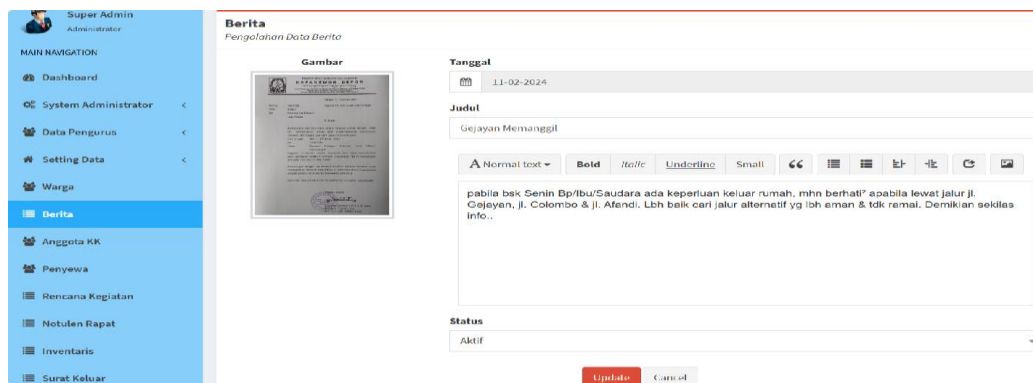 Super Admin
Administrator
MAIN NAVIGATION
Dashboard
System Administrator
Data Pengurus
Setting Data
Warga
Berita
Anggota KK
Penyewa
Rencana Kegiatan
Notulen Rapat
Inventaris
Surat Keluar
Berita
Pengolahan Data Berita
Gambar
Tanggal
11-02-2024
Judul
Gejayan Memanggil
A Normal text Bold Italic Underline Small
pabila bsk Senin Bp/Ibu/Saudara ada keperluan keluar rumah, mhn berhati² apabila lewat jalur jl.
Gejayan, jl. Colombo & jl. Afandi. Lbh baik cari jalur alternatif yg lbh aman & tdk ramai. Demikian sekilas
info..
Status
Aktif
Update Cancel